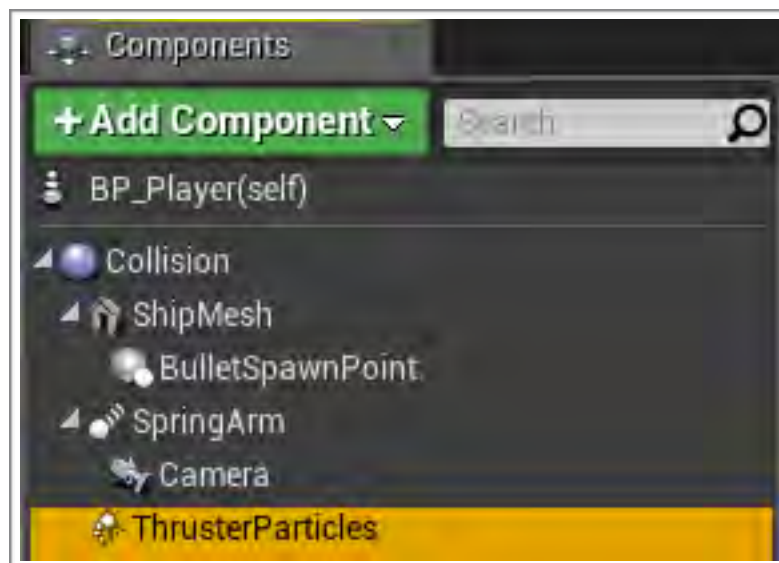 Components
+ Add Component
Search
BP_Player(self)
Collision
ShipMesh
BulletSpawnPoint
SpringArm
Camera
ThrusterParticles